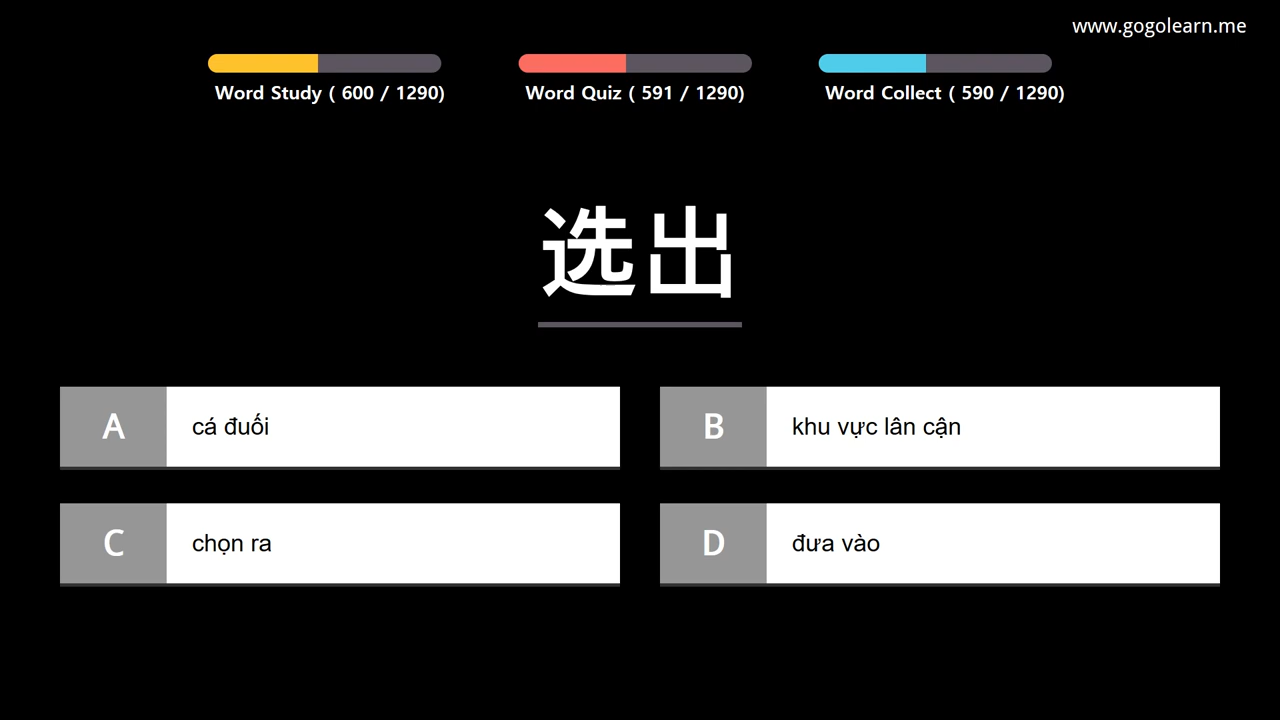 www.gogolearn.me
Word Study ( 600 / 1290)
Word Quiz ( 591 / 1290)
Word Collect ( 590 / 1290)
选出
A
cá đuối
B
khu vực lân cận
C
chọn ra
D
đưa vào